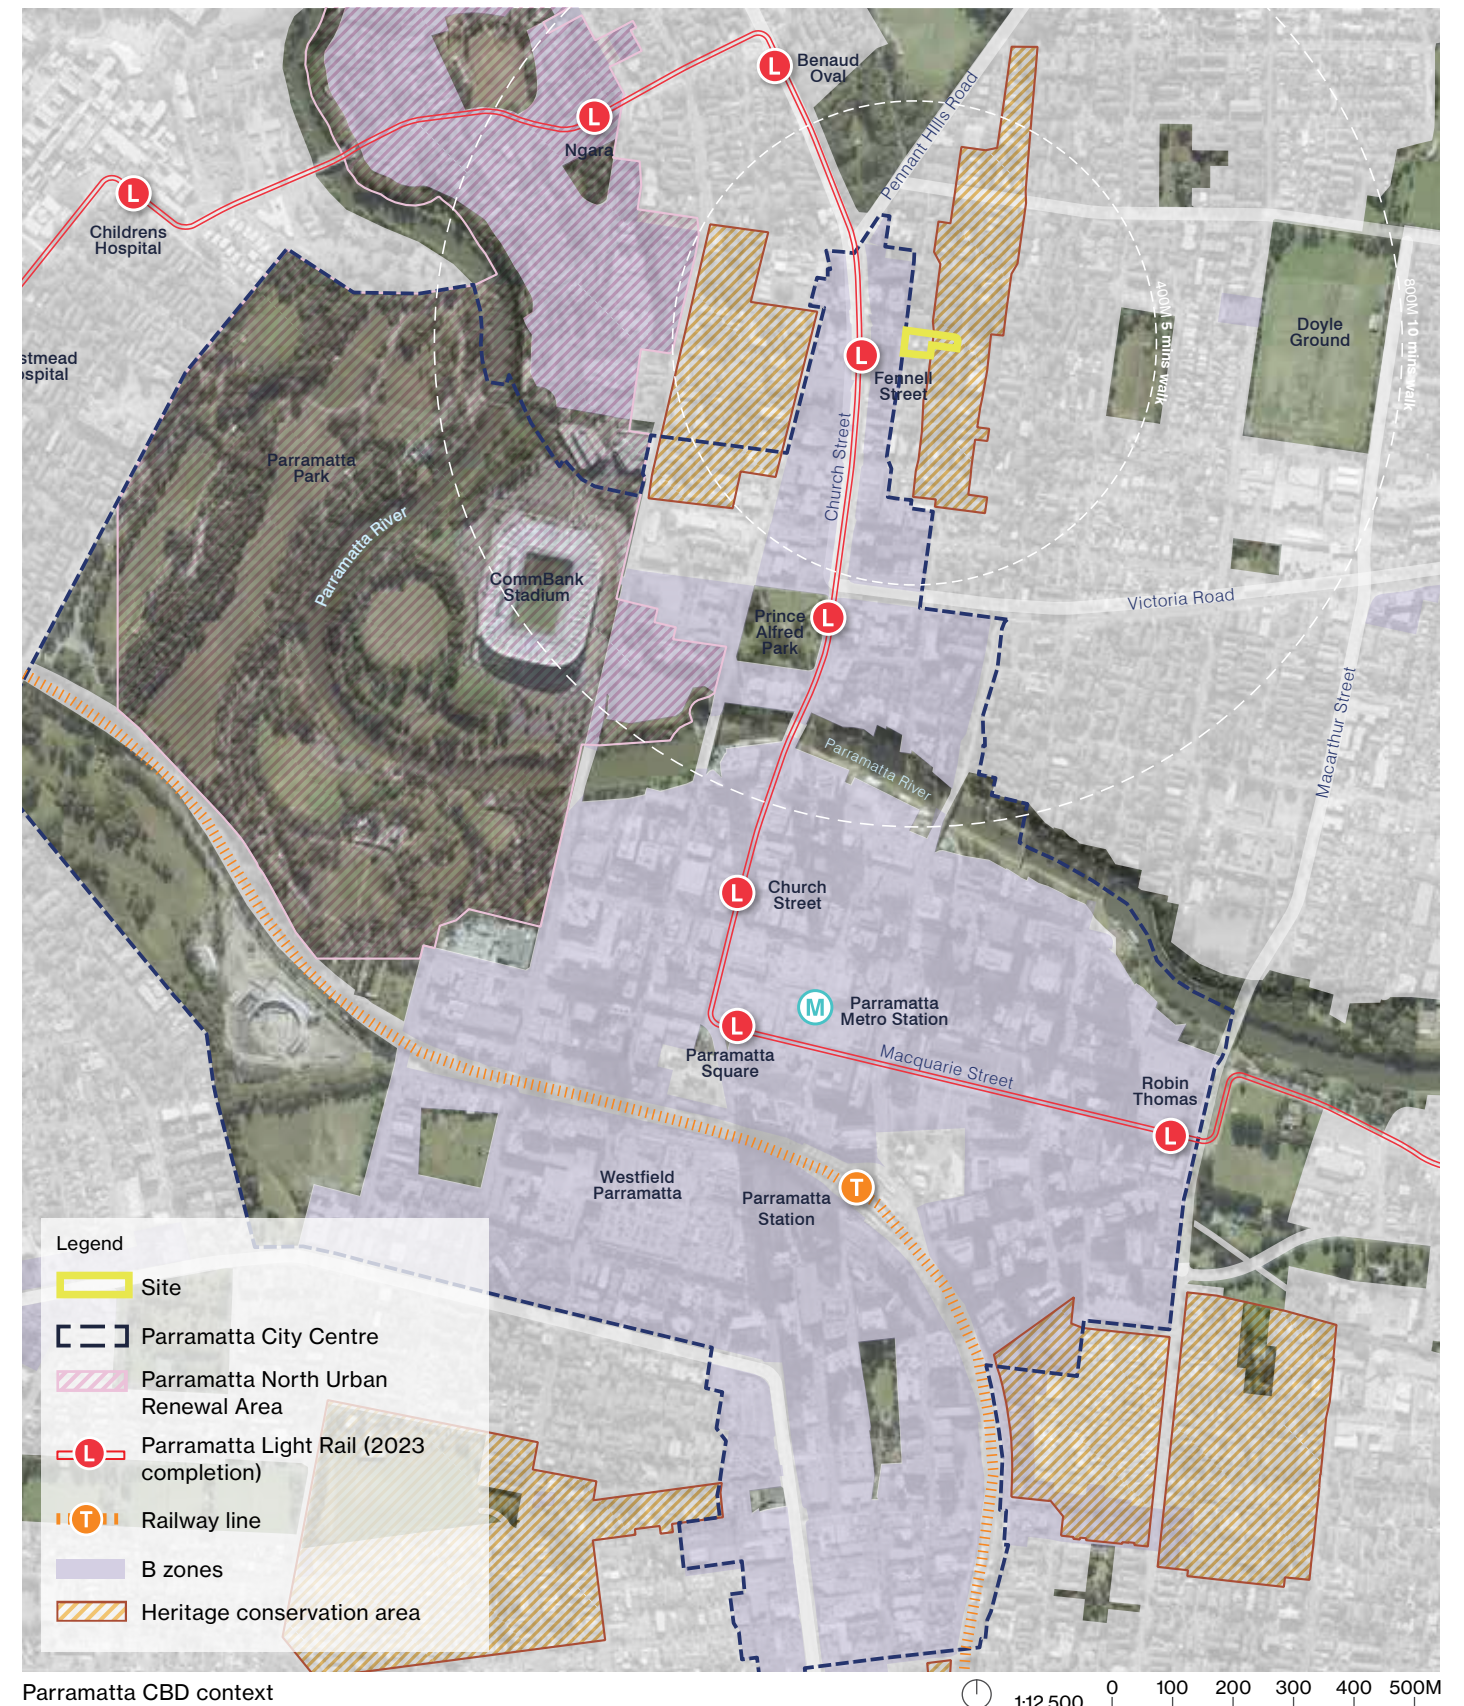 Benaud
Oval
Ngara
Childrens
Hospital
Pennant HIlls Road
stmead
ospital
Fennell
Street
Church Street
400M 5 mins walk
800M 10 mins walk
Doyle
Ground
Parramatta
Park
Parramatta River
CommBank
Stadium
Prince
Alfred
Park
Victoria Road
Macarthur Street
Parramatta River
Church
Street
Parramatta
Metro Station
M
Parramatta
Square
Macquarie Street
Robin
Thomas
Westfield
Parramatta
Parramatta
Station
T
L
L
L
L
L
L
L
L
Legend
Site
Parramatta City Centre
Parramatta North Urban
Renewal Area
L
Parramatta Light Rail (2023
completion)
T
Railway line
B zones
Heritage conservation area
Parramatta CBD context
1:12,500
0 100 200 300 400 500M